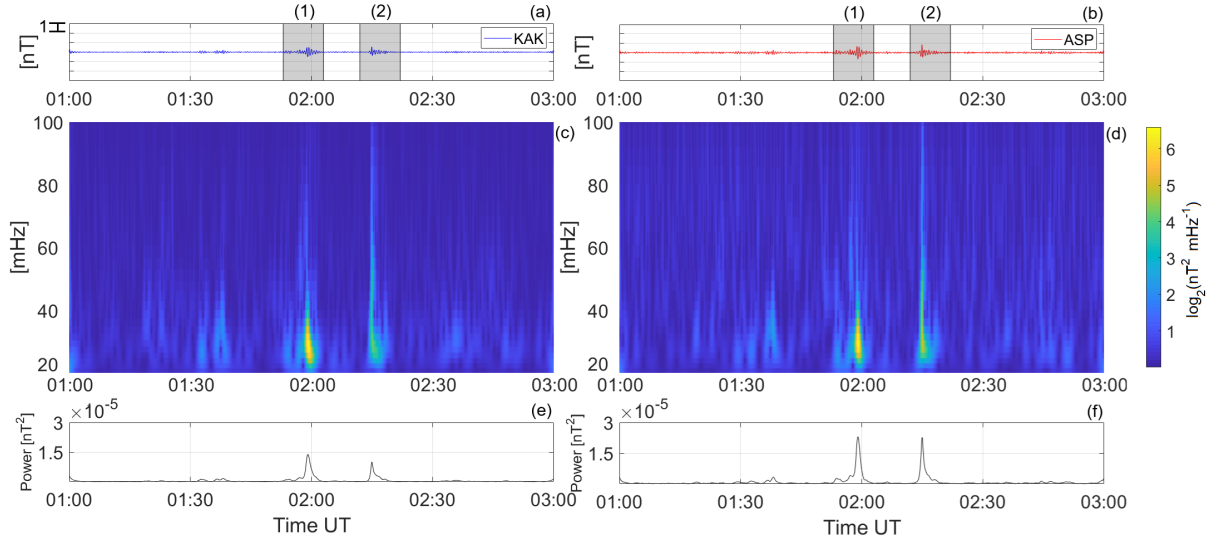 (1) (2) (a)
1
[nT]
KAK
01:00 01:30 02:00 02:30 03:00
(1) (2) (b)
[nT]
ASP
01:00 01:30 02:00 02:30 03:00
100 (c)
80
60
40
20
[mHz]
01:00 01:30 02:00 02:30 03:00
100 (d)
80
60
40
20
[mHz]
01:00 01:30 02:00 02:30 03:00
6
5
4
3
2
1
log₂(nT² mHz⁻¹)
×10⁻⁵ (e)
3
1.5
Power [nT²]
01:00 01:30 02:00 02:30 03:00
Time UT
×10⁻⁵ (f)
3
1.5
Power [nT²]
01:00 01:30 02:00 02:30 03:00
Time UT